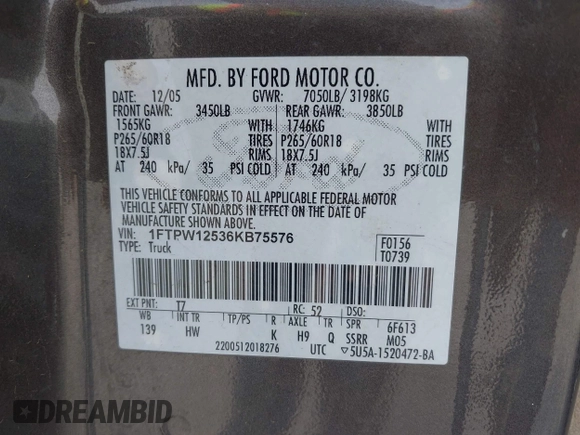 MFD. BY FORD MOTOR CO.
DATE: 12/05 GVWR: 7050LB/ 3198KG
FRONT GAWR: 3450LB REAR GAWR: 3850LB
1565KG WITH 1746KG WITH
P265/60R18 TIRES P265/60R18 TIRES
18X7.5J RIMS 18X7.5J RIMS
AT 240 kPa/ 35 PSI COLD AT 240 kPa/ 35 PSI COLD
THIS VEHICLE CONFORMS TO ALL APPLICABLE FEDERAL MOTOR
VEHICLE SAFETY STANDARDS IN EFFECT ON THE DATE OF
MANUFACTURE SHOWN ABOVE.
VIN: 1FTPW12536KB75576 F0156
TYPE: Truck T0739
EXT PNT: T7 RC: 52 DSO:
WB INT TR TP/PS R AXLE TR SPR 6F613
139 HW K H9 Q SSRR M05
2200512018276 UTC ▽5U5A-1520472-BA
Ford
DREAMBID